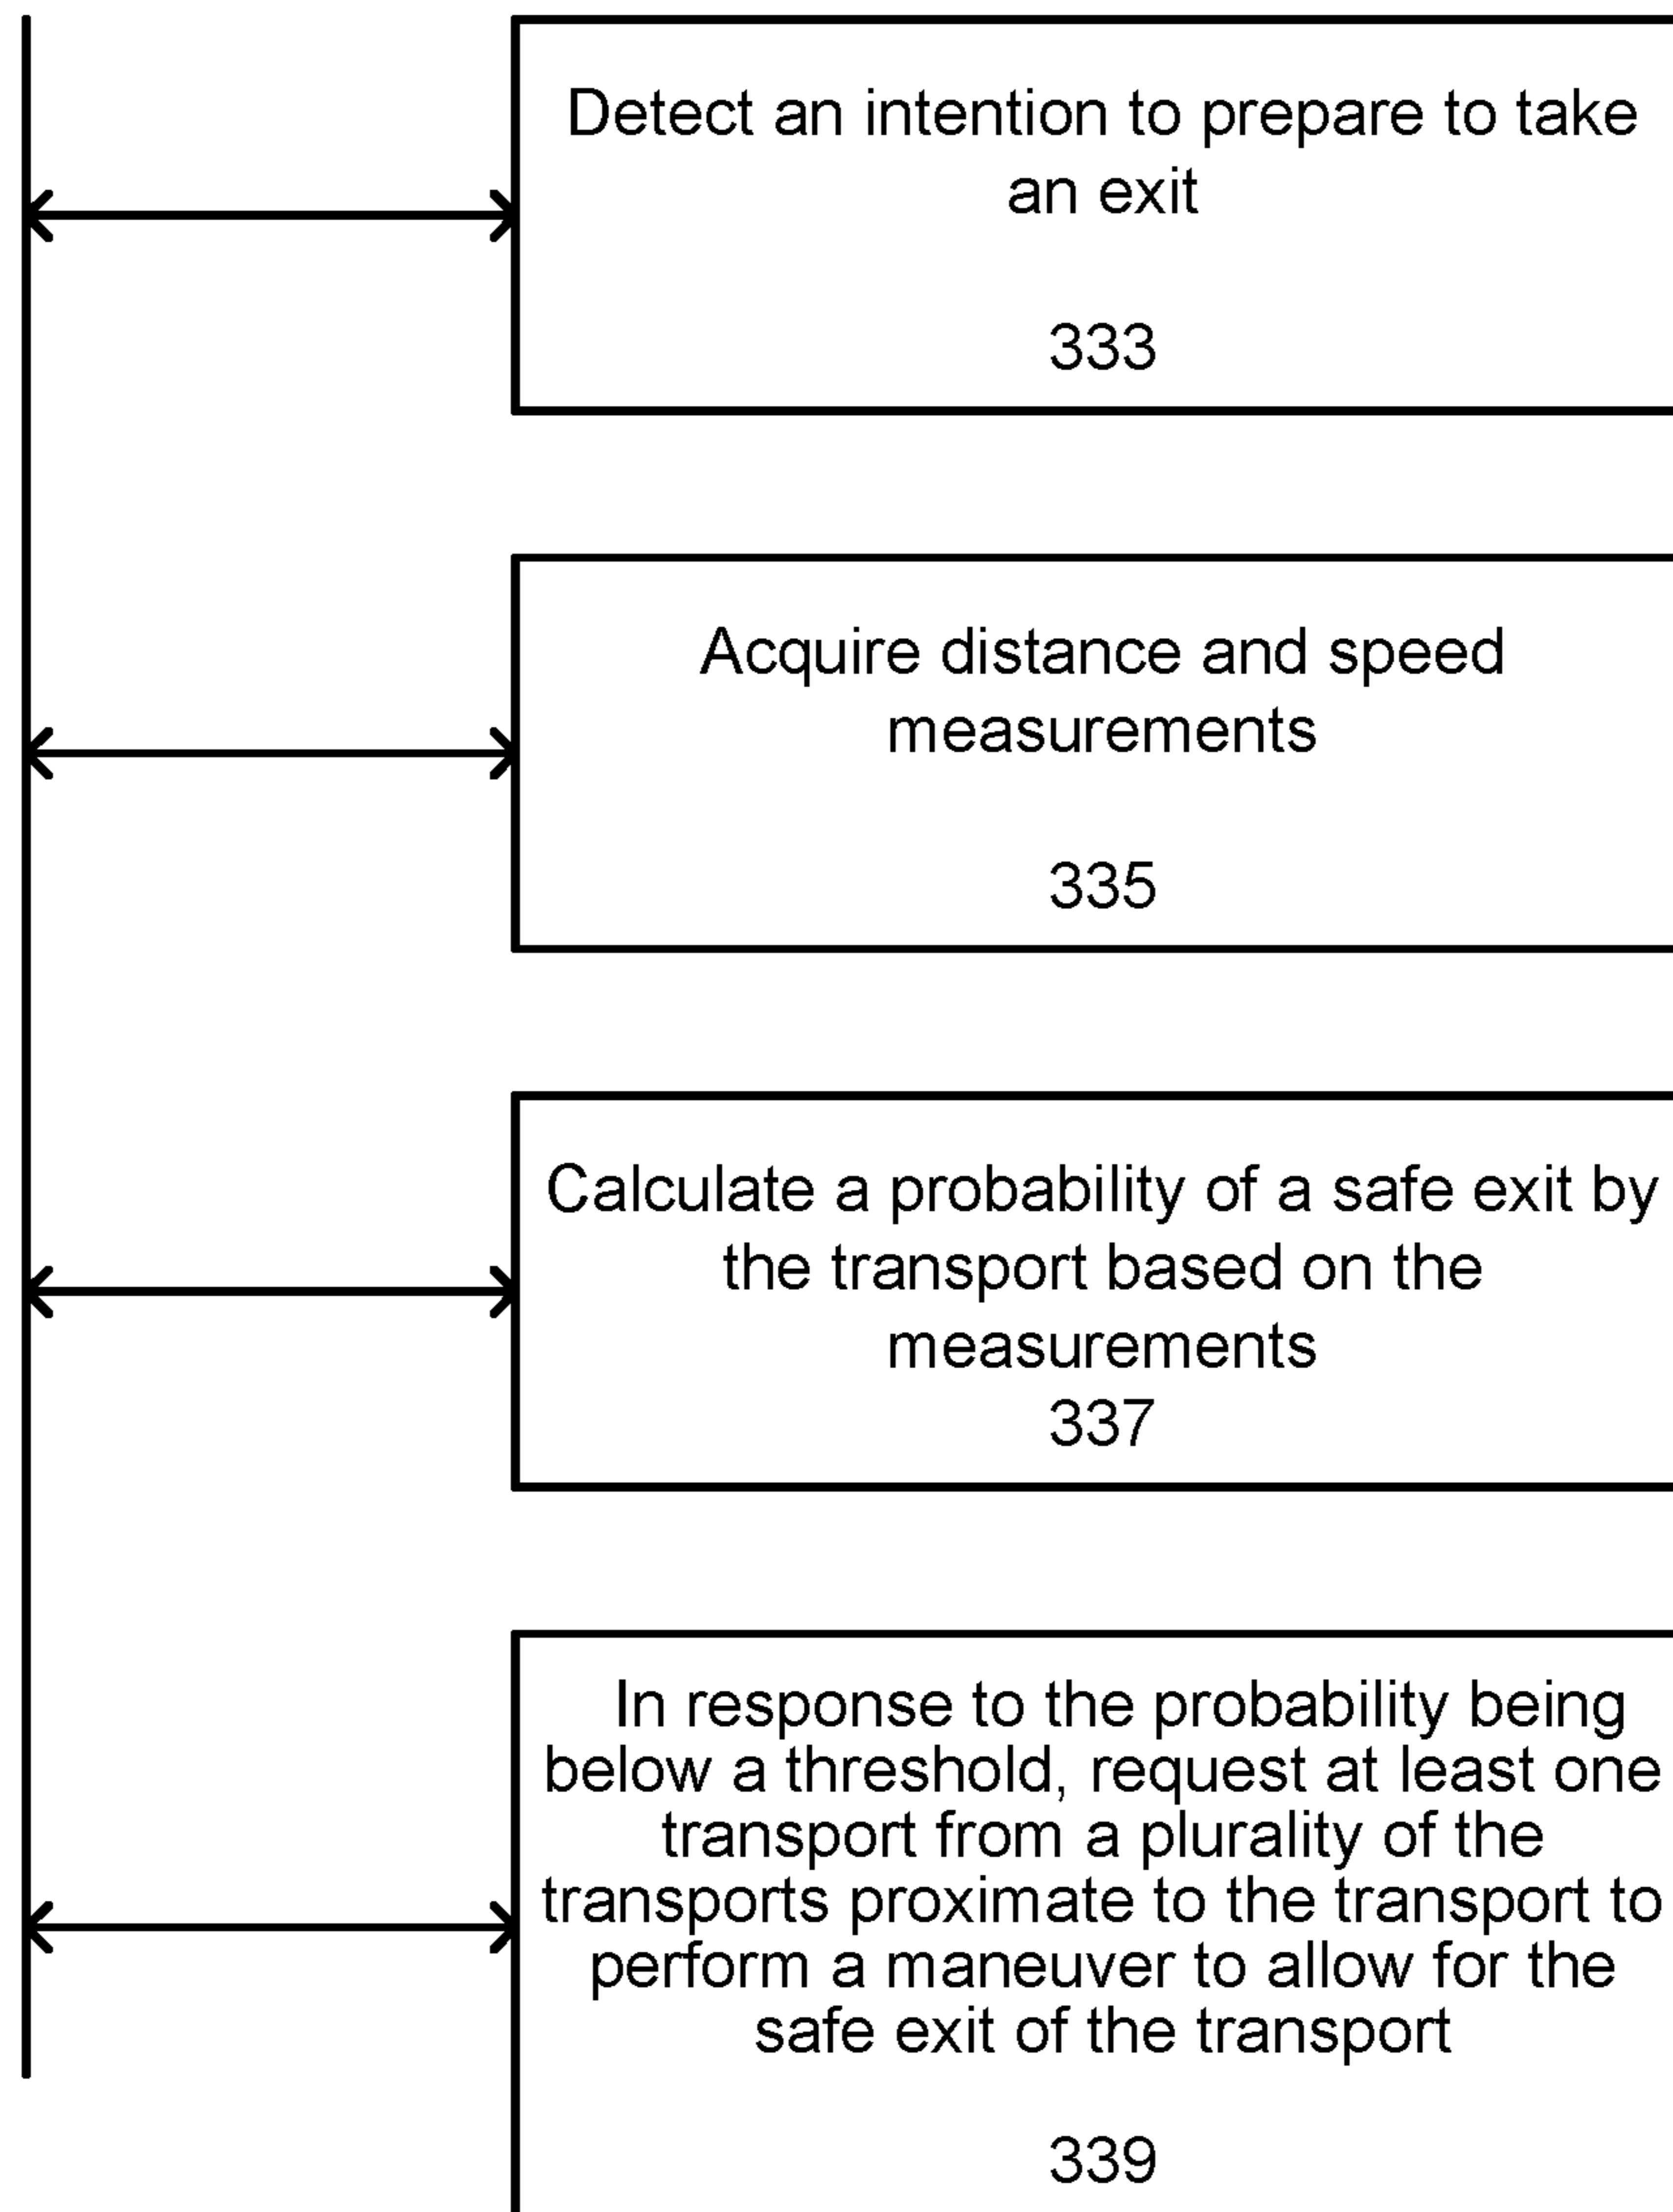 Detect an intention to prepare to take
an exit
333
Acquire distance and speed
measurements
335
Calculate a probability of a safe exit by
the transport based on the
measurements
337
In response to the probability being
below a threshold, request at least one
transport from a plurality of the
transports proximate to the transport to
perform a maneuver to allow for the
safe exit of the transport
339